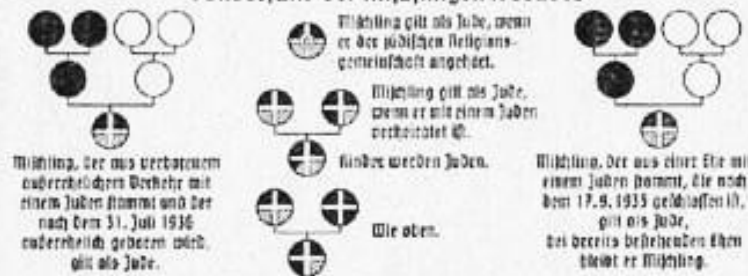 Mischling gilt als Jude, wenn
er der jüdischen Religions-
gemeinschaft angehört.
Mischling gilt als Jude,
wenn er mit einem Juden
verheiratet ist.
Kinder werden Juden.
Wie oben.
Mischling, der aus verbotenem
außerehelichem Verkehr mit
einem Juden stammt und der
nach dem 31. Juli 1936
außerehelich geboren wird,
gilt als Jude.
Mischling, der aus einer Ehe mit
einem Juden stammt, die nach
dem 17.9.1935 geschlossen ist,
gilt als Jude,
bei bereits bestehenden Ehen
bleibt er Mischling.